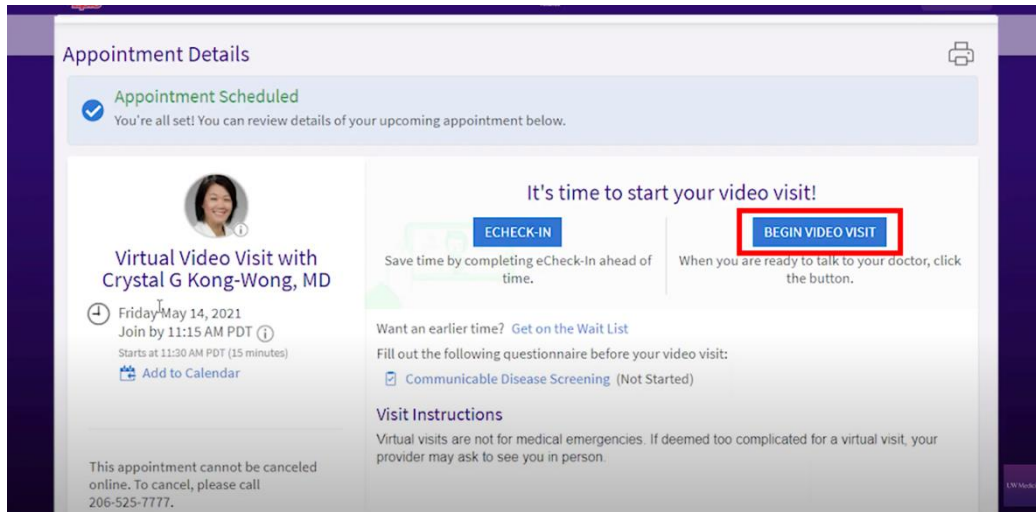 Appointment Details
Appointment Scheduled
You're all set! You can review details of your upcoming appointment below.
Virtual Video Visit with
Crystal G Kong-Wong, MD
Friday May 14, 2021
Join by 11:15 AM PDT
Starts at 11:30 AM PDT (15 minutes)
Add to Calendar
This appointment cannot be canceled
online. To cancel, please call
206-525-7777.
It's time to start your video visit!
ECHECK-IN
Save time by completing eCheck-In ahead of
time.
BEGIN VIDEO VISIT
When you are ready to talk to your doctor, click
the button.
Want an earlier time? Get on the Wait List
Fill out the following questionnaire before your video visit:
Communicable Disease Screening (Not Started)
Visit Instructions
Virtual visits are not for medical emergencies. If deemed too complicated for a virtual visit, your
provider may ask to see you in person.